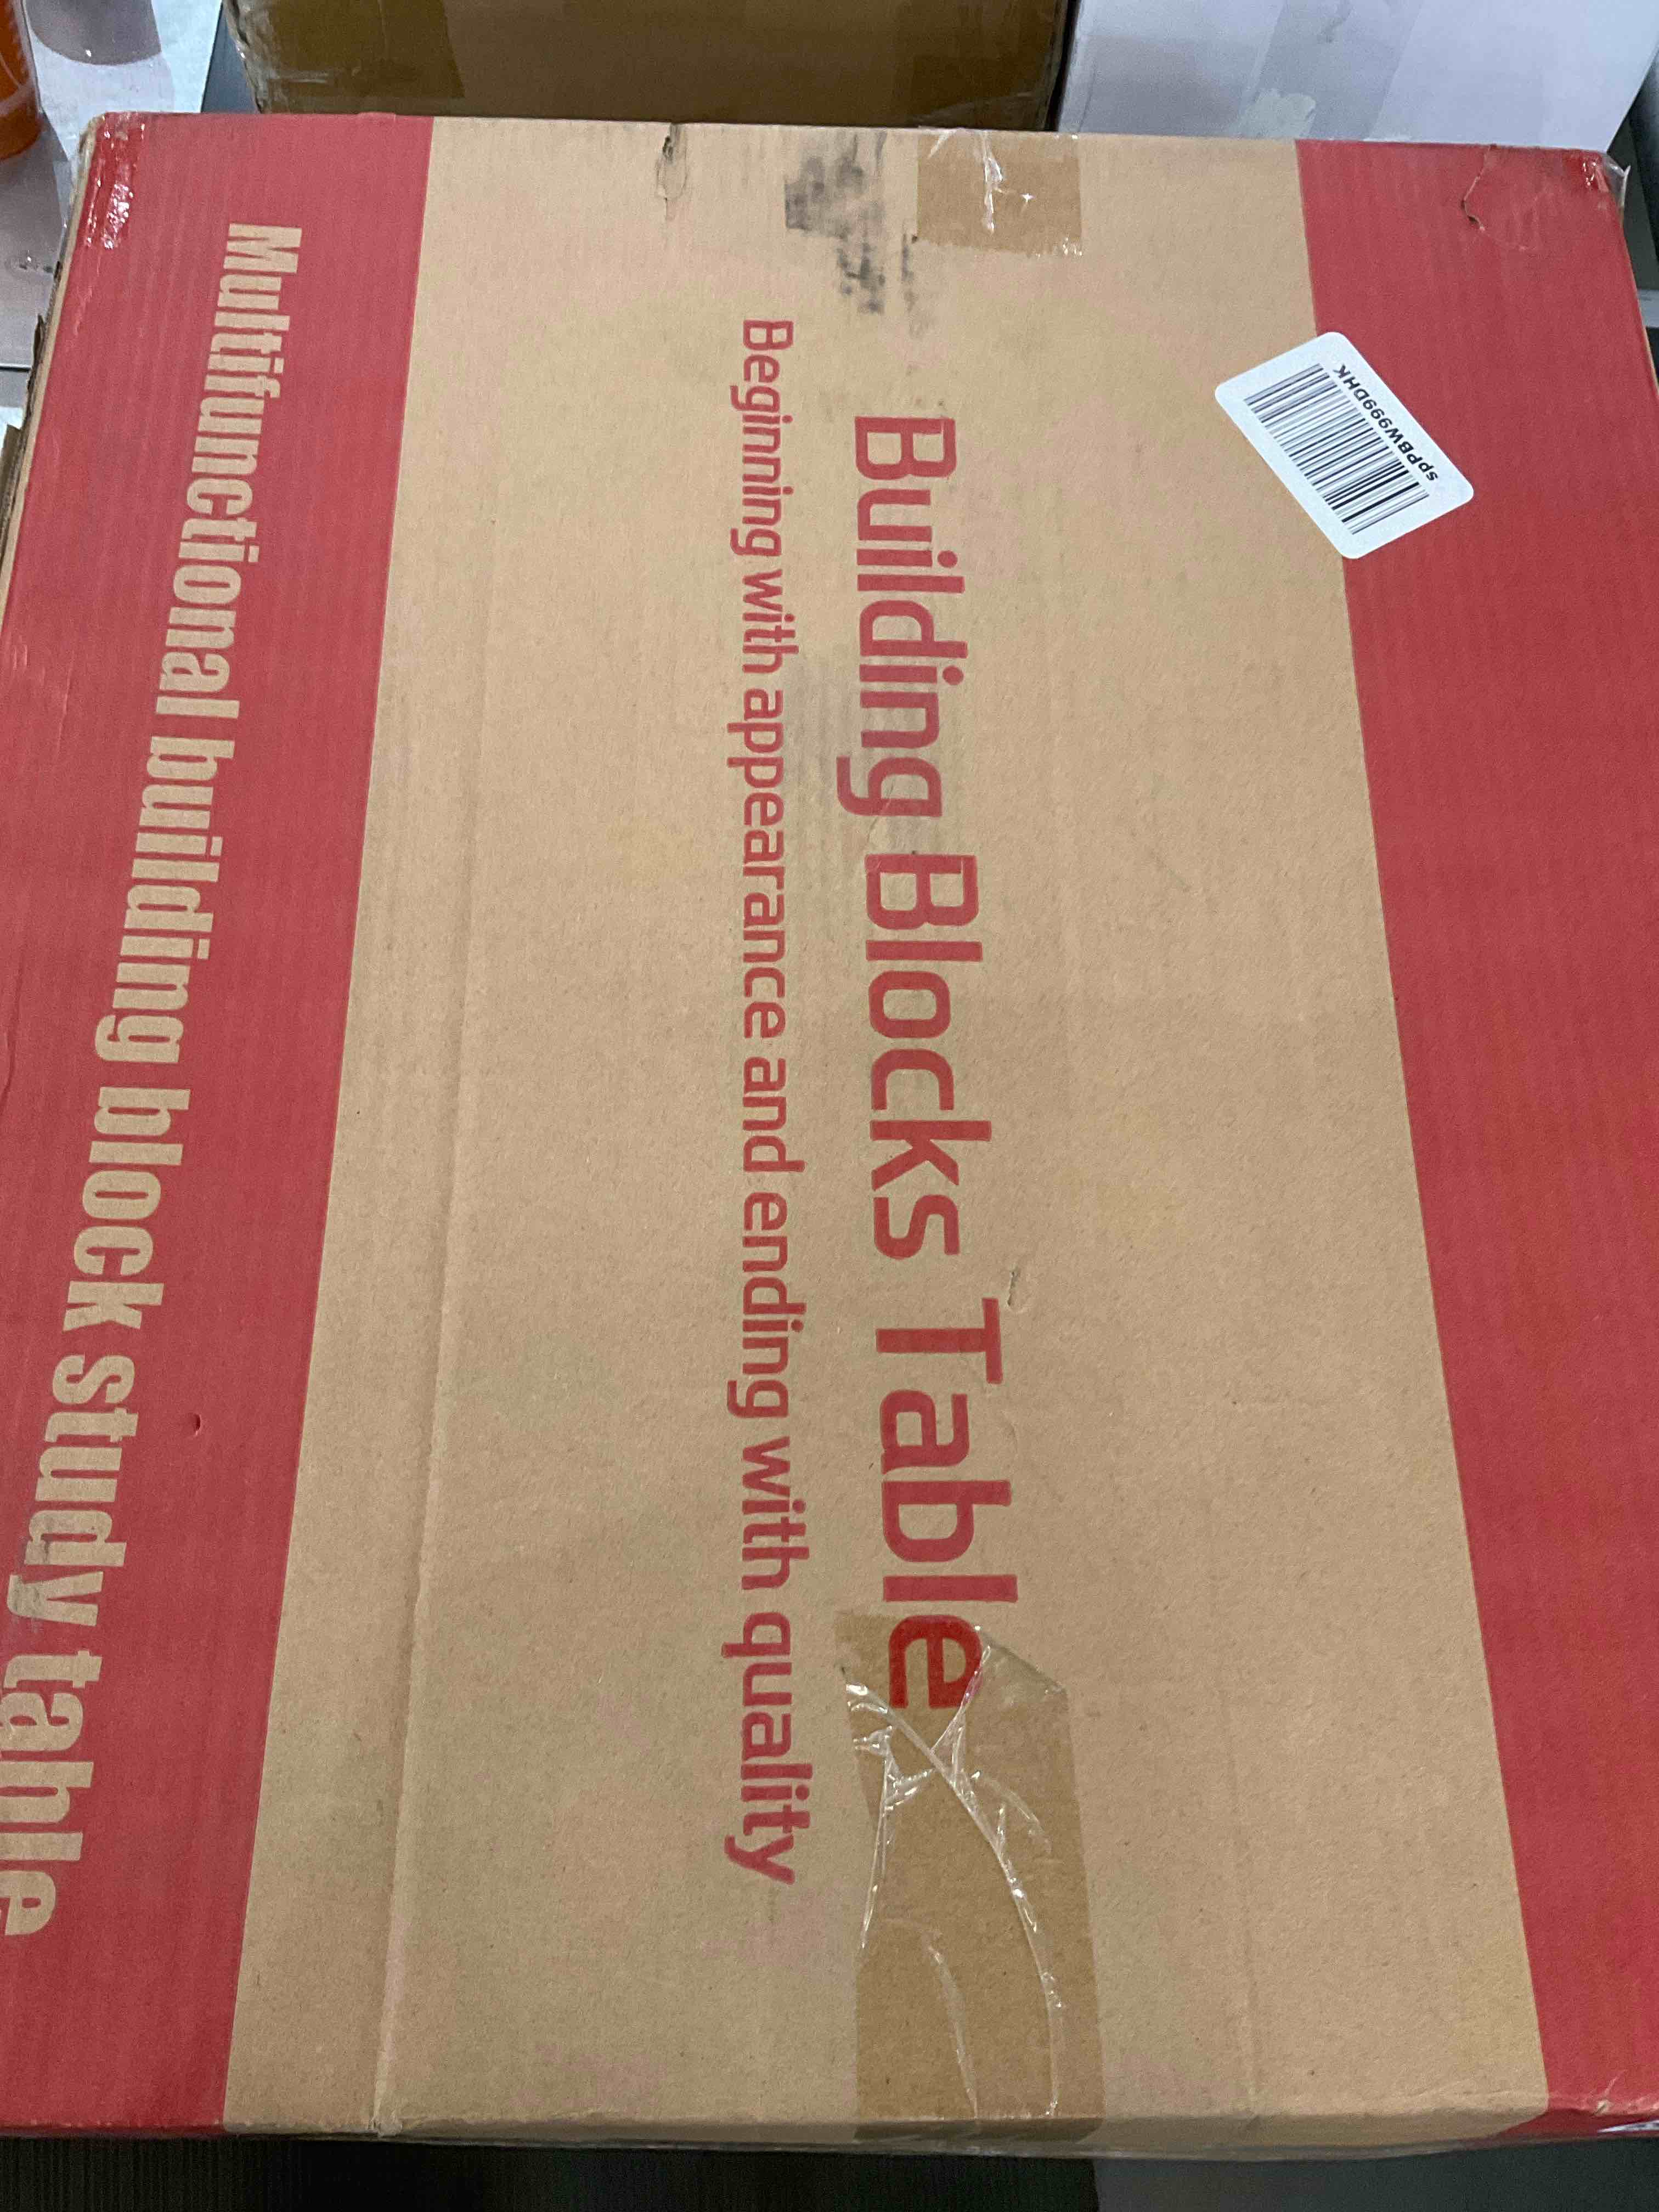 sPPBW999DHK
Building Blocks Table
Beginning with appearance and ending with quality
Multifunctional building block study table